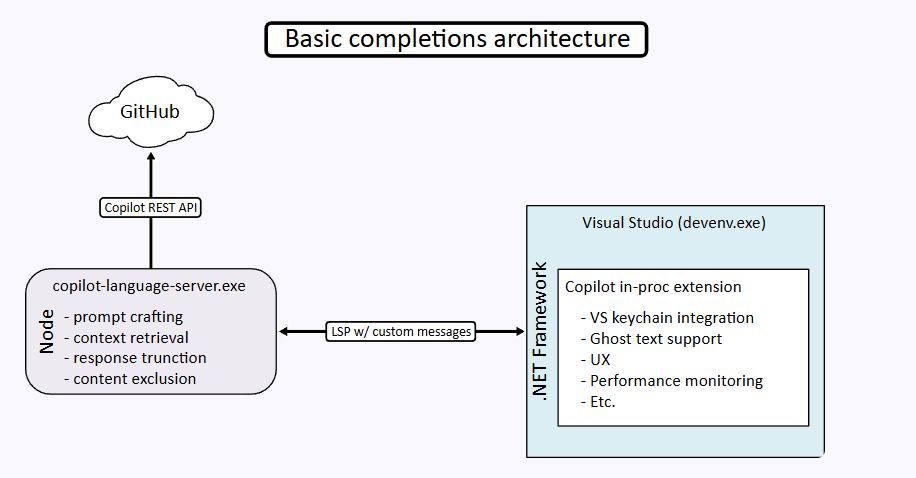 Basic completions architecture
GitHub
Copilot REST API
copilot-language-server.exe
Node
- prompt crafting
- context retrieval
- response trunction
- content exclusion
LSP w/ custom messages
Visual Studio (devenv.exe)
.NET Framework
Copilot in-proc extension
- VS keychain integration
- Ghost text support
- UX
- Performance monitoring
- Etc.